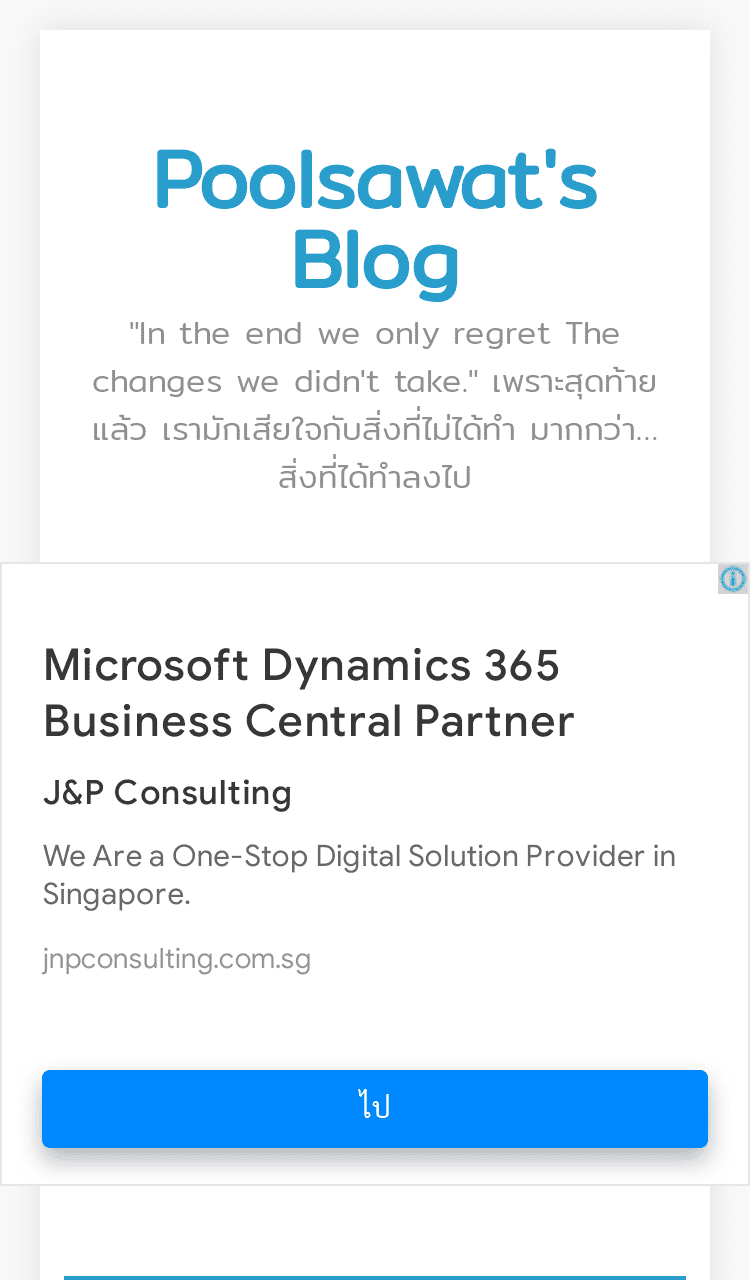 Poolsawat's
Blog
"In the end we only regret The
changes we didn't take." เพราะสุดท้าย
แล้ว เรามักเสียใจกับสิ่งที่ไม่ได้ทำ มากกว่า...
สิ่งที่ได้ทำลงไป
Microsoft Dynamics 365
Business Central Partner
J&P Consulting
We Are a One-Stop Digital Solution Provider in
Singapore.
jnpconsulting.com.sg
ไป